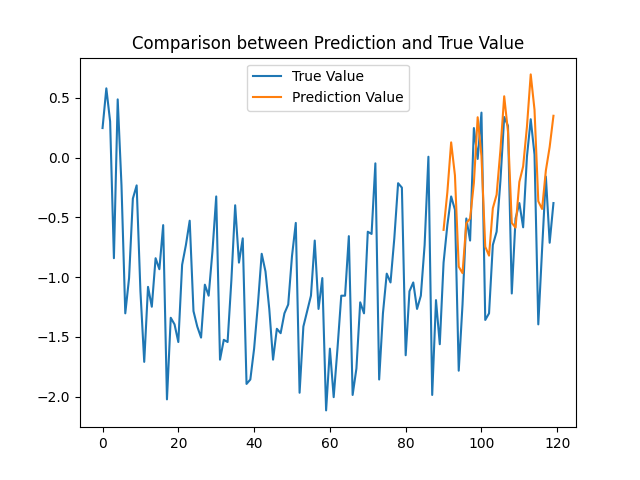 Comparison between Prediction and True Value
True Value
Prediction Value
0.5
0.0
−0.5
−1.0
−1.5
−2.0
0 20 40 60 80 100 120